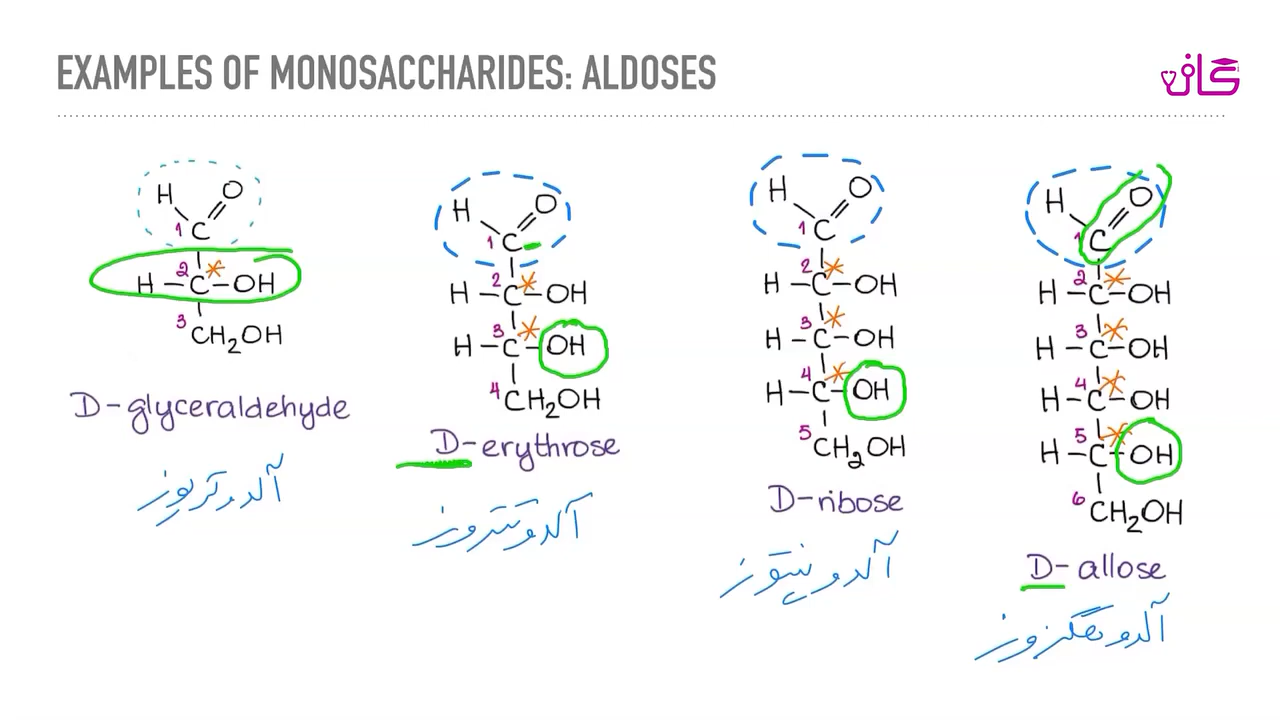 EXAMPLES OF MONOSACCHARIDES: ALDOSES
گانز
H O
1 C
2 *
H – C – OH
3 CH2OH
D-glyceraldehyde
آلدوتریوز
H O
1 C
2 *
H – C – OH
3 *
H – C – OH
4 CH2OH
D-erythrose
آلدوتتروز
H O
1 C
2 *
H – C – OH
3 *
H – C – OH
4 *
H – C – OH
5 CH2OH
D-ribose
آلدوپنتوز
H O
1 C
2 *
H – C – OH
3 *
H – C – OH
4 *
H – C – OH
5 *
H – C – OH
6 CH2OH
D-allose
آلدوهگزوز